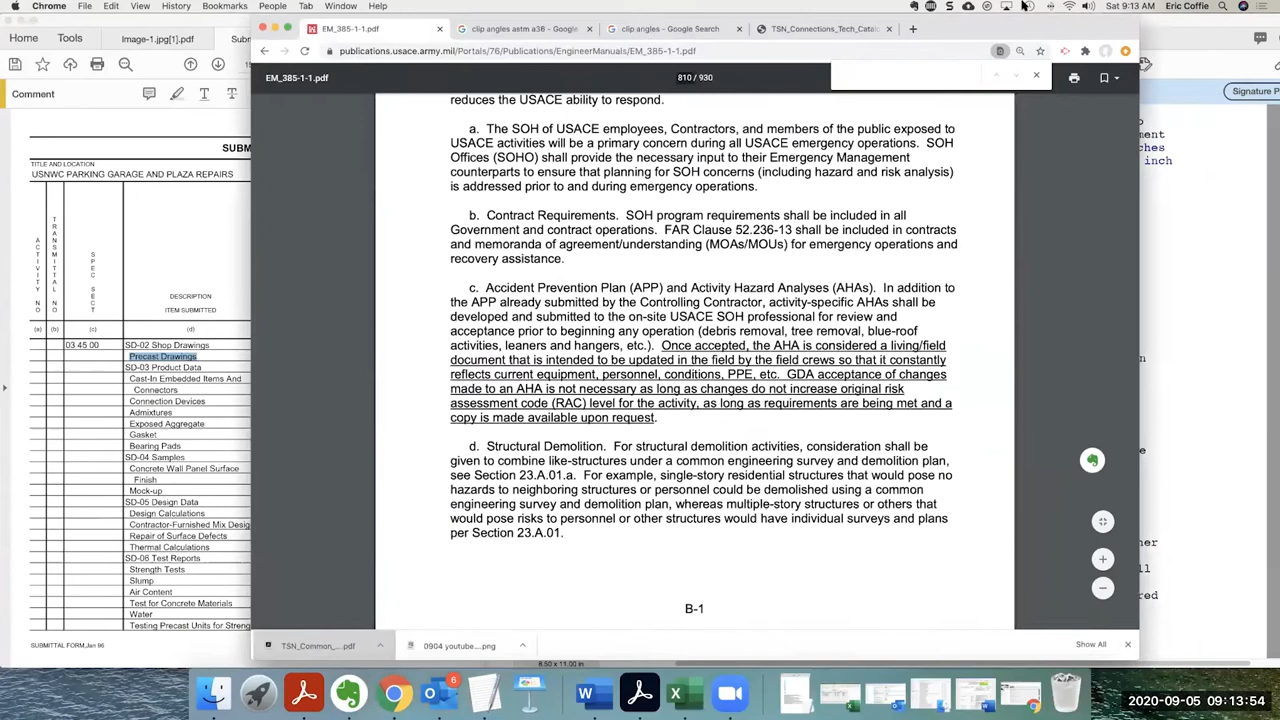 Chrome File Edit View History Bookmarks People Tab Window Help
Sat 9:13 AM Eric Coffie
Home Tools Image-1.jpg[1].pdf Subm
Comment
SUBM
TITLE AND LOCATION
USNWC PARKING GARAGE AND PLAZA REPAIRS
ACTIVITY NO
TRANSMITTAL NO
SPEC SECT
DESCRIPTION
ITEM SUBMITTED
(a) (b) (c) (d)
03 45 00 SD-02 Shop Drawings
Precast Drawings
SD-03 Product Data
Cast-In Embedded Items And
Connectors
Connection Devices
Admixtures
Exposed Aggregate
Gasket
Bearing Pads
SD-04 Samples
Concrete Wall Panel Surface
Finish
Mock-up
SD-05 Design Data
Design Calculations
Contractor-Furnished Mix Design
Repair of Surface Defects
Thermal Calculations
SD-06 Test Reports
Strength Tests
Slump
Air Content
Test for Concrete Materials
Water
Testing Precast Units for Streng
SUBMITTAL FORM,Jan 96
EM_385-1-1.pdf
clip angles astm a36 - Google
clip angles - Google Search
TSN_Connections_Tech_Catalo
publications.usace.army.mil/Portals/76/Publications/EngineerManuals/EM_385-1-1.pdf
EM_385-1-1.pdf
810 / 930
reduces the USACE ability to respond.
a. The SOH of USACE employees, Contractors, and members of the public exposed to
USACE activities will be a primary concern during all USACE emergency operations. SOH
Offices (SOHO) shall provide the necessary input to their Emergency Management
counterparts to ensure that planning for SOH concerns (including hazard and risk analysis)
is addressed prior to and during emergency operations.
b. Contract Requirements. SOH program requirements shall be included in all
Government and contract operations. FAR Clause 52.236-13 shall be included in contracts
and memoranda of agreement/understanding (MOAs/MOUs) for emergency operations and
recovery assistance.
c. Accident Prevention Plan (APP) and Activity Hazard Analyses (AHAs). In addition to
the APP already submitted by the Controlling Contractor, activity-specific AHAs shall be
developed and submitted to the on-site USACE SOH professional for review and
acceptance prior to beginning any operation (debris removal, tree removal, blue-roof
activities, leaners and hangers, etc.). Once accepted, the AHA is considered a living/field
document that is intended to be updated in the field by the field crews so that it constantly
reflects current equipment, personnel, conditions, PPE, etc. GDA acceptance of changes
made to an AHA is not necessary as long as changes do not increase original risk
assessment code (RAC) level for the activity, as long as requirements are being met and a
copy is made available upon request.
d. Structural Demolition. For structural demolition activities, consideration shall be
given to combine like-structures under a common engineering survey and demolition plan,
see Section 23.A.01.a. For example, single-story residential structures that would pose no
hazards to neighboring structures or personnel could be demolished using a common
engineering survey and demolition plan, whereas multiple-story structures or others that
would pose risks to personnel or other structures would have individual surveys and plans
per Section 23.A.01.
B-1
TSN_Common_....pdf
0904 youtube....png
Show All
8.50 x 11.00 in
Signature P
o
ment
ches
inch
on
her
ll
red
6
2020-09-05 09:13:54